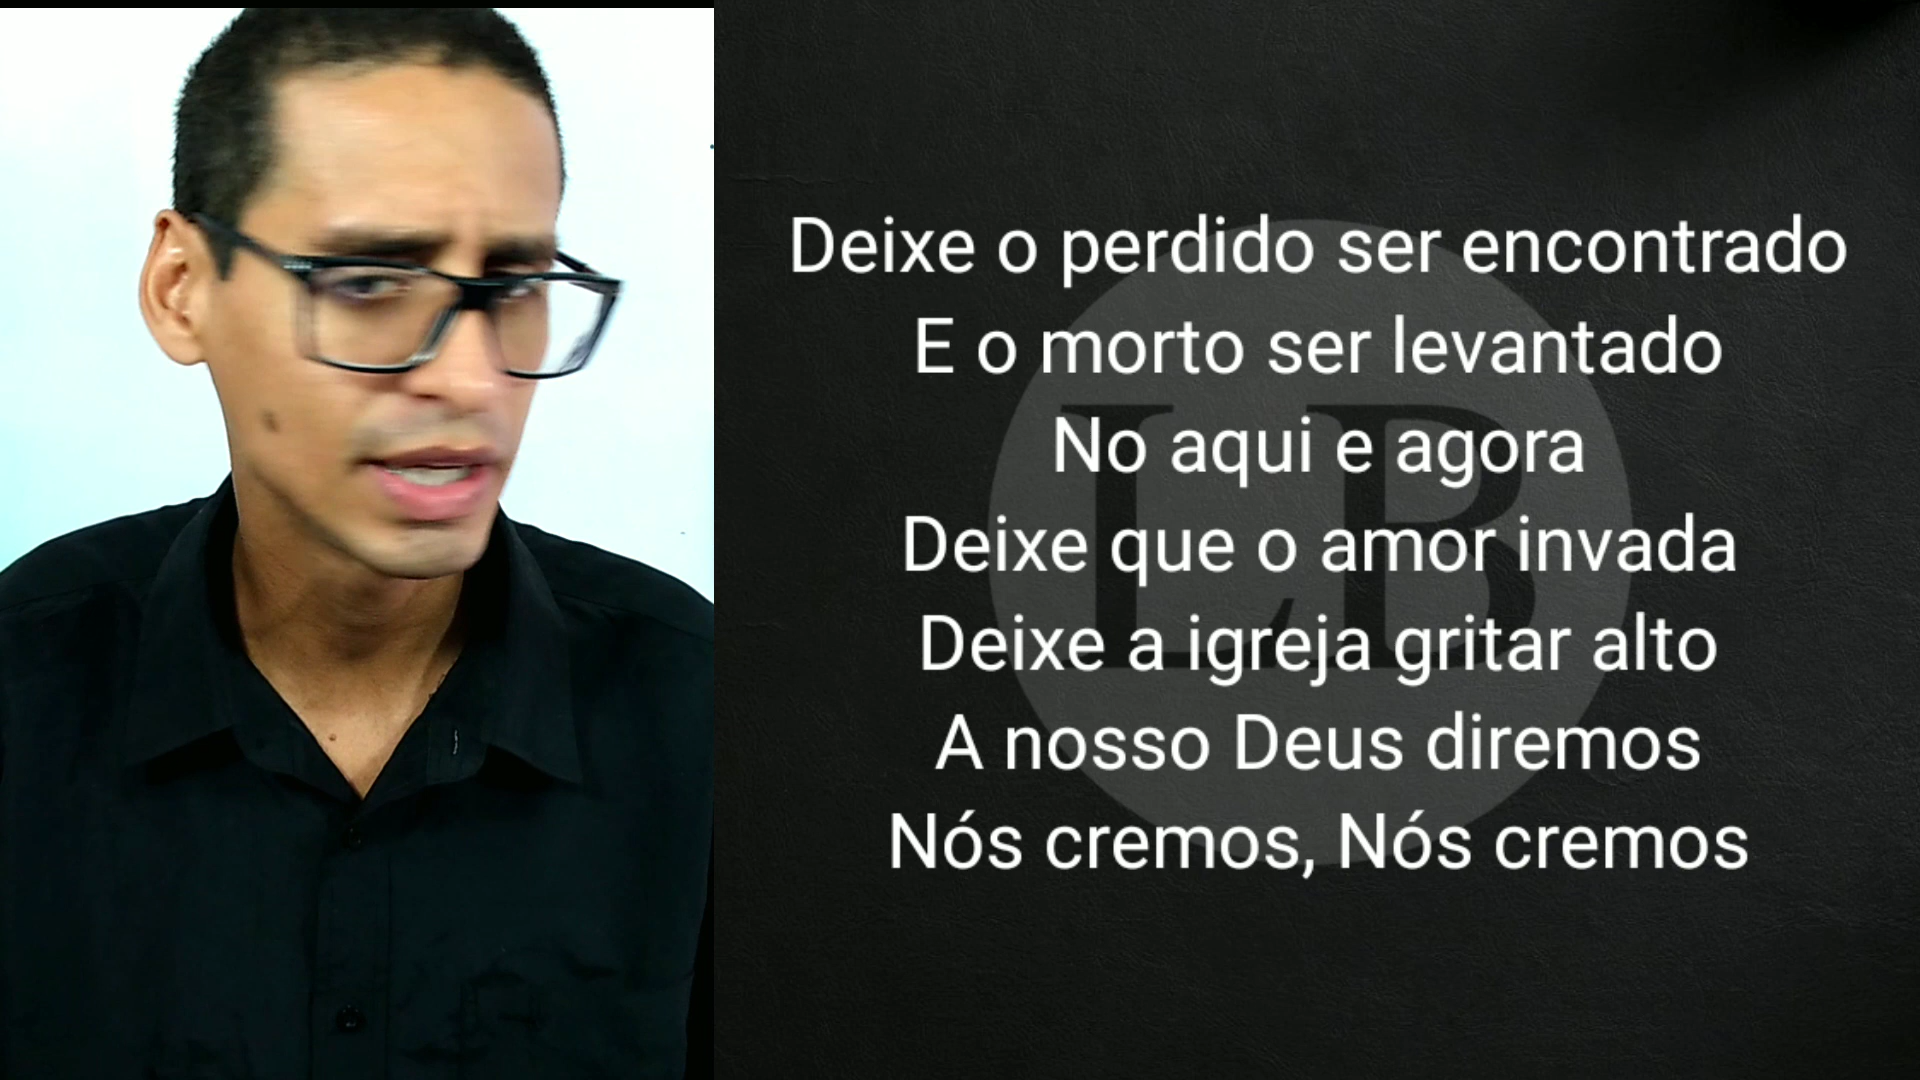 Deixe o perdido ser encontrado
E o morto ser levantado
No aqui e agora
Deixe que o amor invada
Deixe a igreja gritar alto
A nosso Deus diremos
Nós cremos, Nós cremos
LB